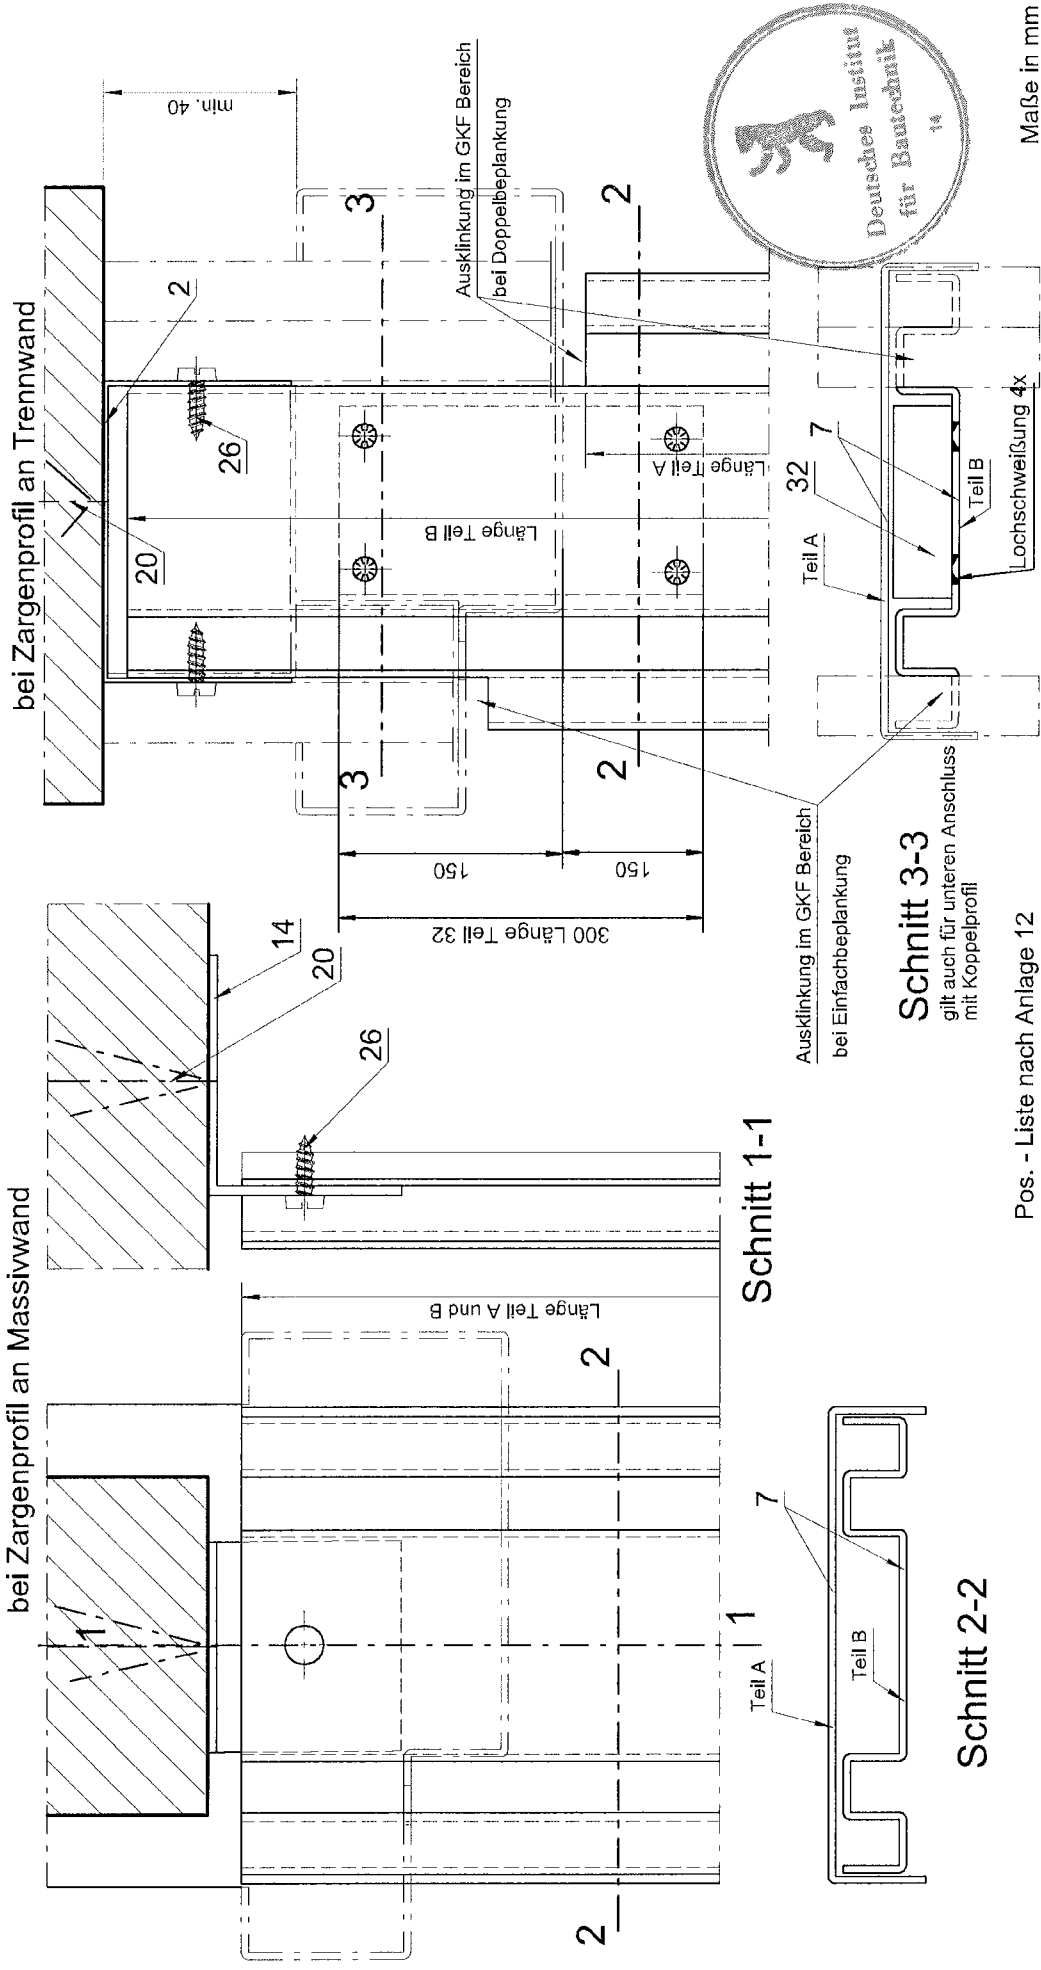 bei Zargenprofil an Massivwand
1
1
2
2
Länge Teil A und B
14
20
26
Schnitt 1-1
Teil A
Teil B
7
Schnitt 2-2
bei Zargenprofil an Trennwand
20
2
26
min. 40
3
3
2
2
Länge Teil B
Länge Teil A
150
150
300 Länge Teil 32
Ausklinkung im GKF Bereich
bei Doppelbeplankung
Ausklinkung im GKF Bereich
bei Einfachbeplankung
Teil A
32
7
Teil B
Lochschweißung 4x
Schnitt 3-3
gilt auch für unteren Anschluss
mit Koppelprofil
Pos. - Liste nach Anlage 12
Maße in mm
Deutsches Institut
für Bautechnik
14